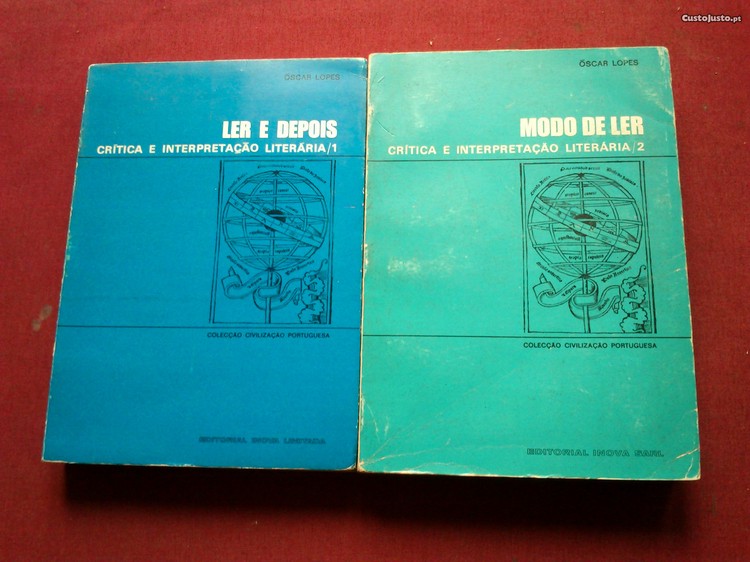 CustoJusto.pt
ÓSCAR LOPES
LER E DEPOIS
CRÍTICA E INTERPRETAÇÃO LITERÁRIA/1
COLECÇÃO CIVILIZAÇÃO PORTUGUESA
EDITORIAL INOVA LIMITADA
ÓSCAR LOPES
MODO DE LER
CRÍTICA E INTERPRETAÇÃO LITERÁRIA/2
COLECÇÃO CIVILIZAÇÃO PORTUGUESA
EDITORIAL INOVA SARL